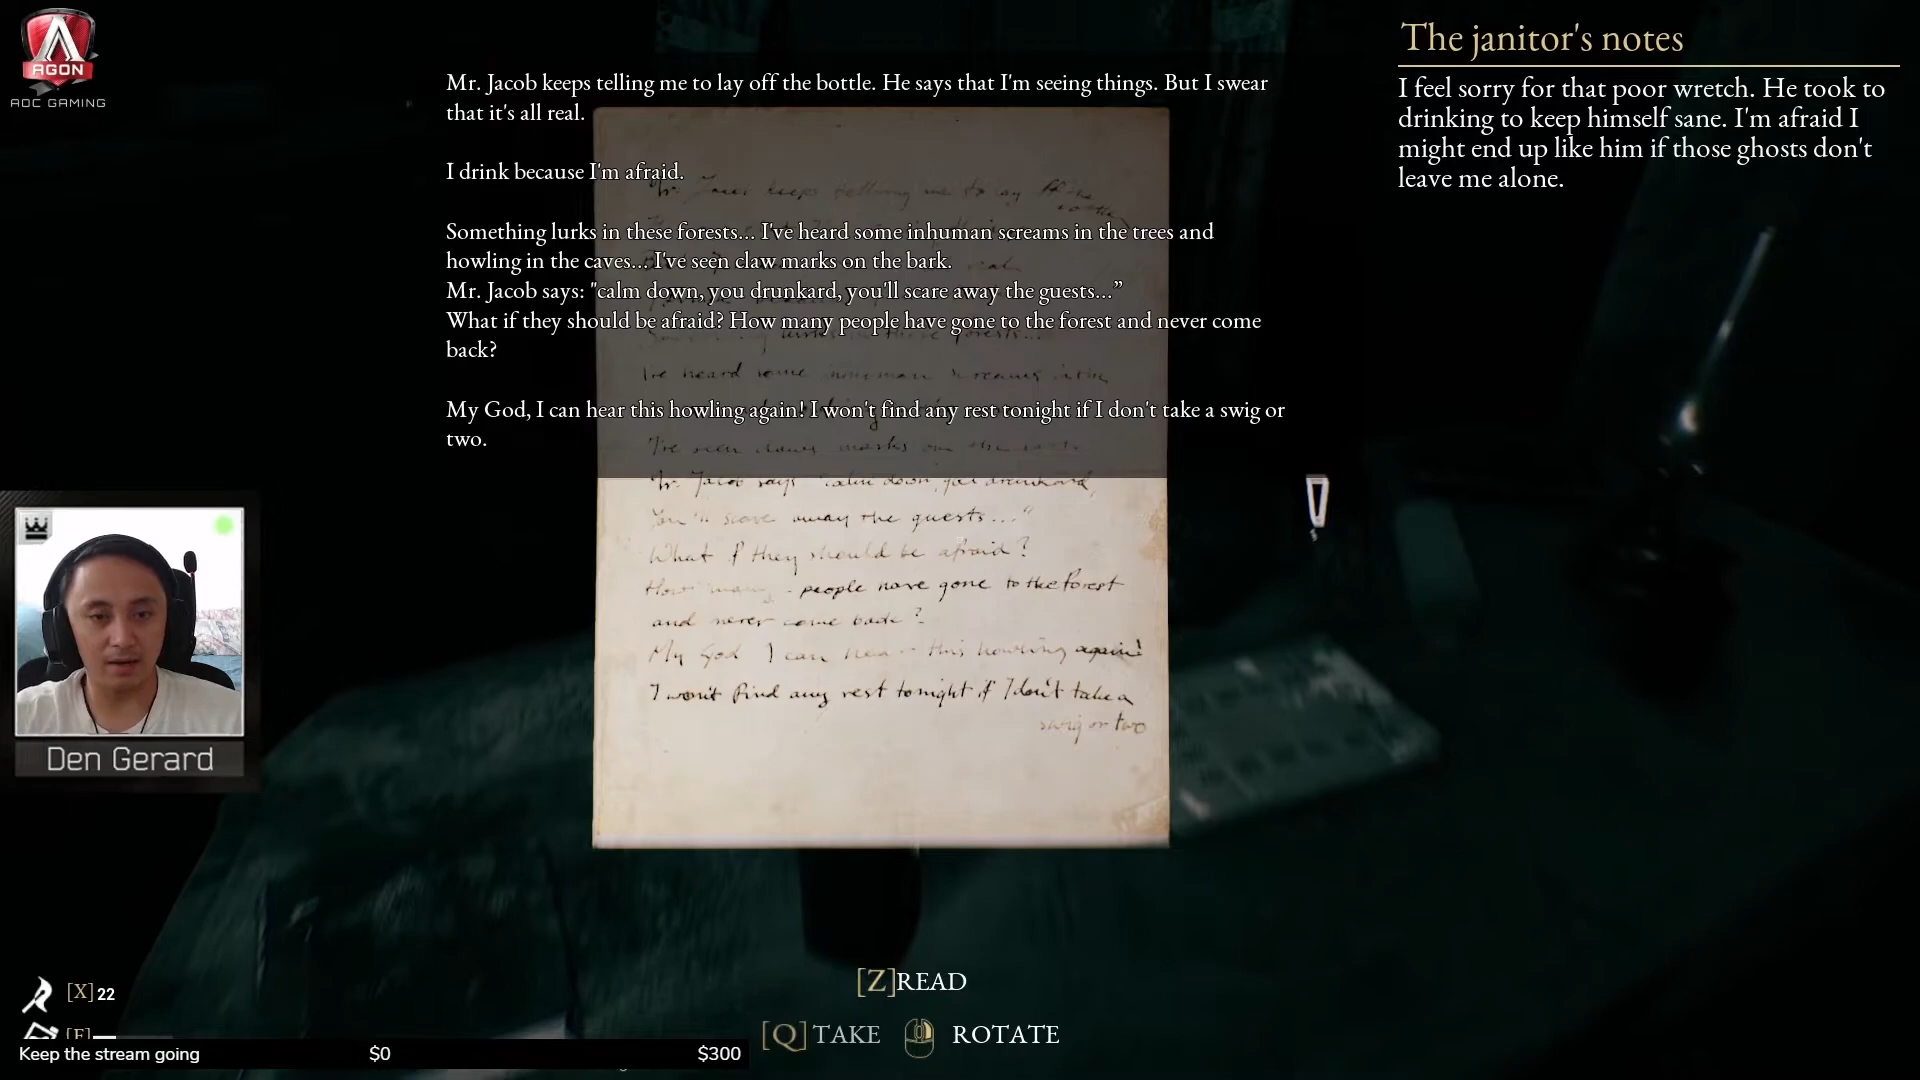 AGON
AOC GAMING
Mr. Jacob keeps telling me to lay off the bottle. He says that I'm seeing things. But I swear
that it's all real.
I drink because I'm afraid.
Something lurks in these forests... I've heard some inhuman screams in the trees and
howling in the caves... I've seen claw marks on the bark.
Mr. Jacob says: "calm down, you drunkard, you'll scare away the guests...”
What if they should be afraid? How many people have gone to the forest and never come
back?
My God, I can hear this howling again! I won't find any rest tonight if I don't take a swig or
two.
The janitor's notes
I feel sorry for that poor wretch. He took to
drinking to keep himself sane. I'm afraid I
might end up like him if those ghosts don't
leave me alone.
Mr. Jacob keeps telling me to lay off the
I've heard some inhuman screams in the
I've seen claw marks on the
Mr. Jacob says "calm down, you drunkard,
You'll scare away the guests..."
What if they should be afraid?
How many people have gone to the forest
and never come back?
My God I can hear this howling again!
I won't find any rest tonight if I don't take a
swig or two
Den Gerard
[Z]READ
[Q]TAKE ROTATE
[X] 22
[F]
Keep the stream going $0 $300